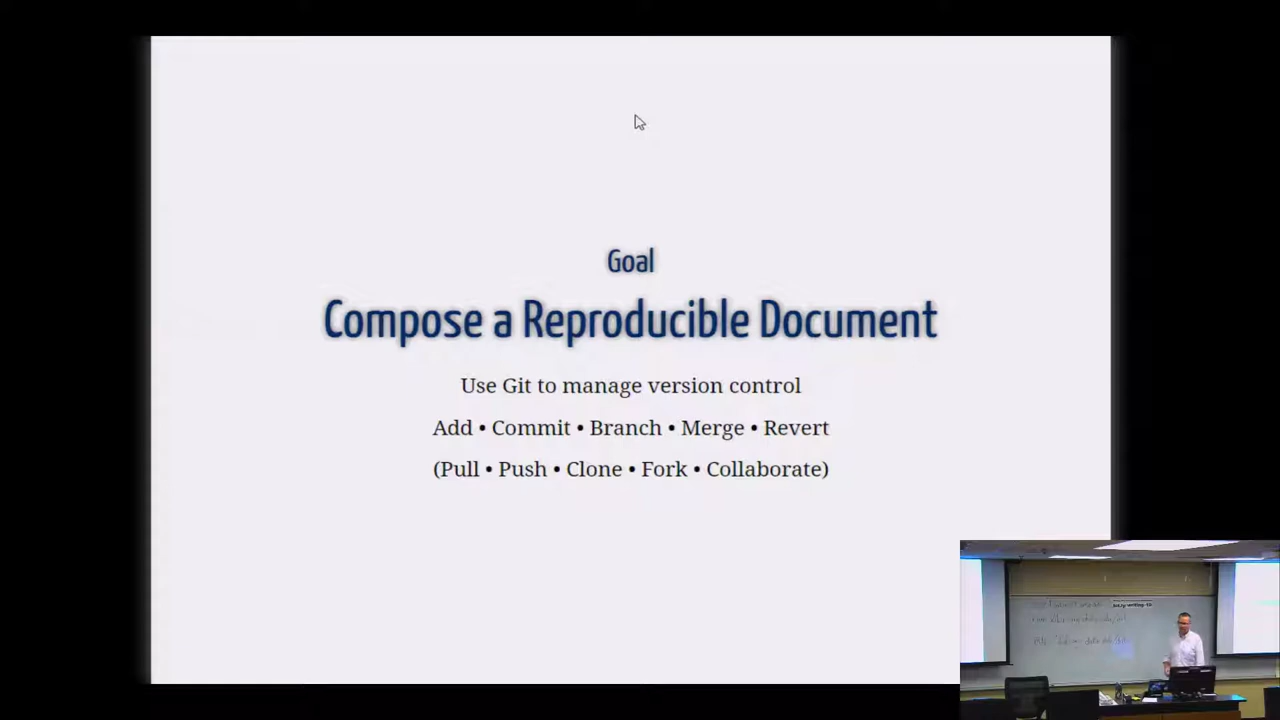 Goal
Compose a Reproducible Document
Use Git to manage version control
Add • Commit • Branch • Merge • Revert
(Pull • Push • Clone • Fork • Collaborate)